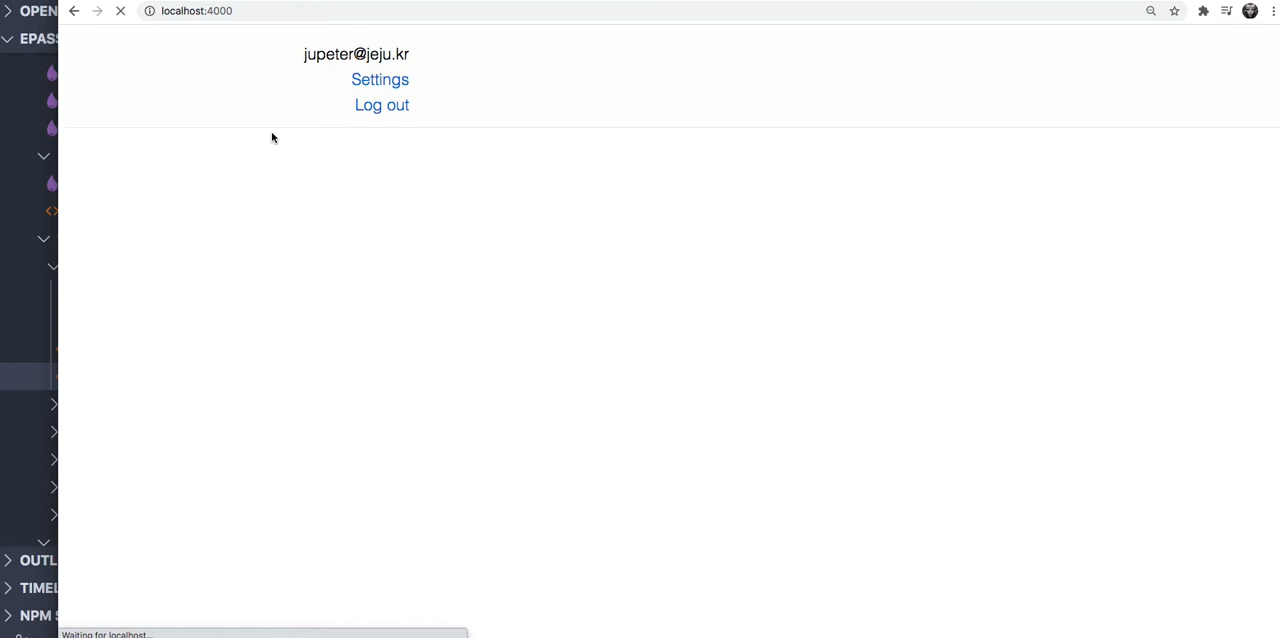 OPEN
EPASS
localhost:4000
jupeter@jeju.kr
Settings
Log out
OUTL
TIMEL
NPM S
Waiting for localhost...